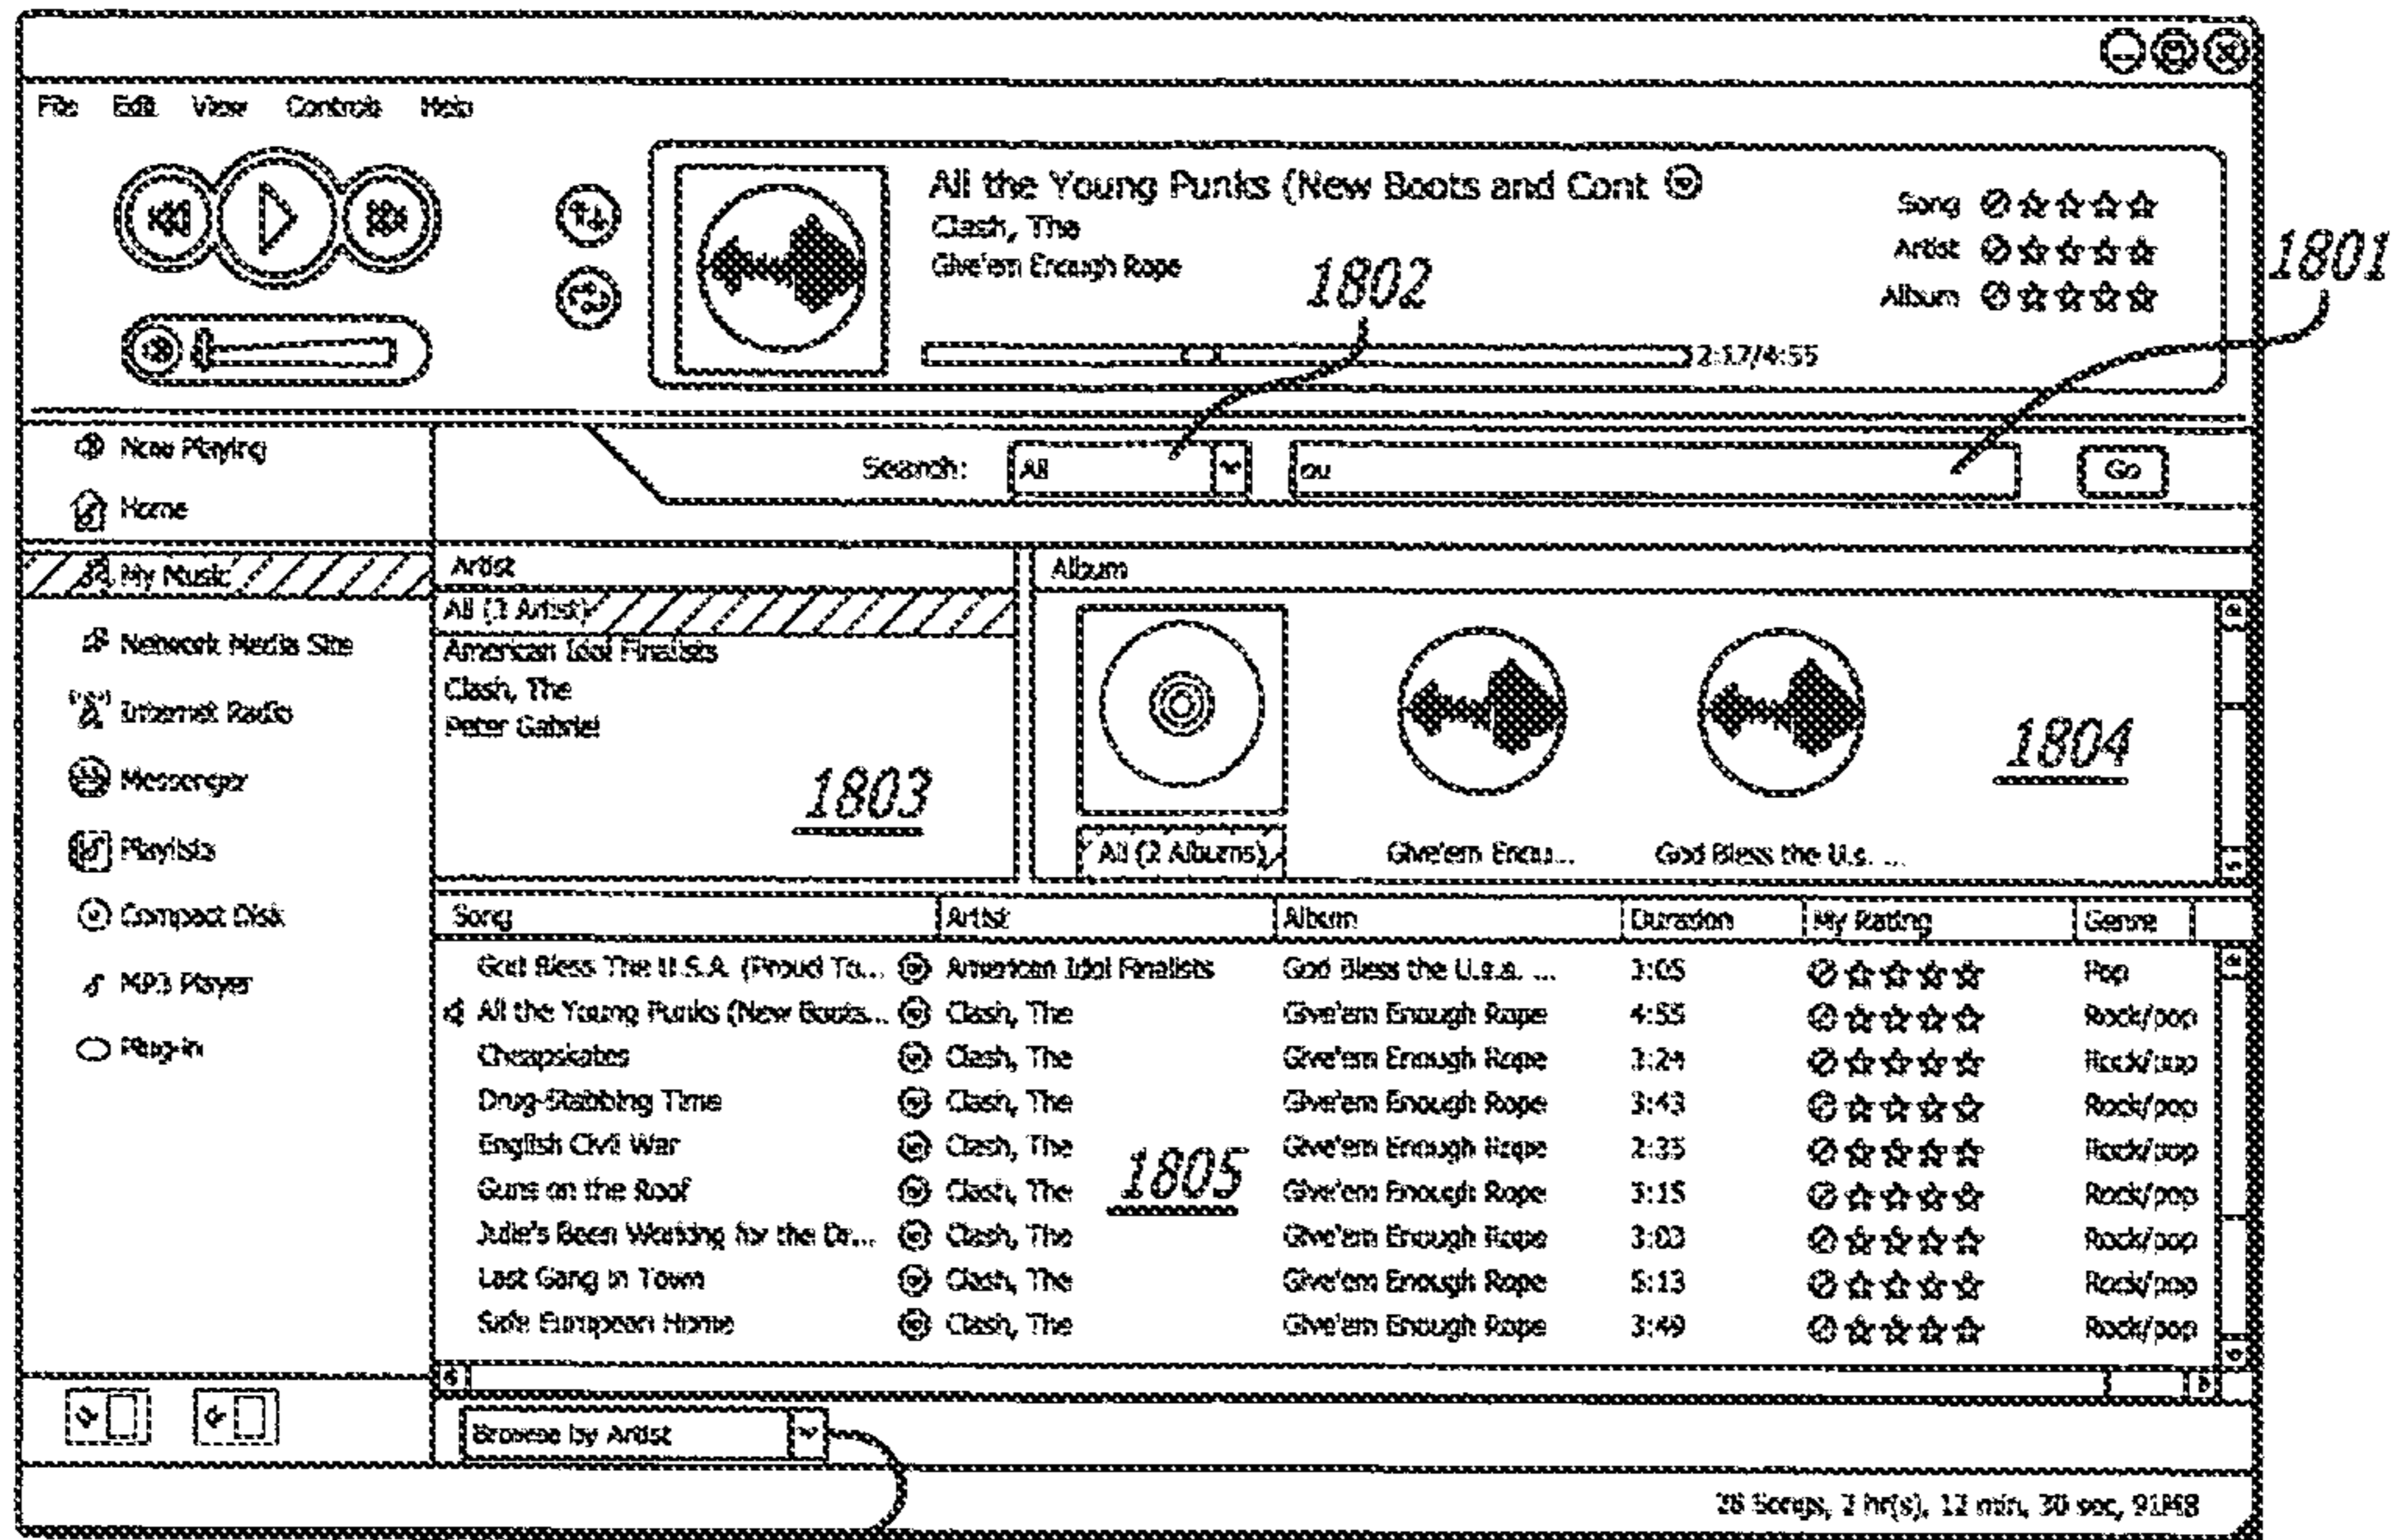 File Edit View Controls Help
All the Young Punks (New Boots and Cont
Clash, The
Give'em Enough Rope
Song
Artist
Album
1801
1802
2:17/4:55
Now Playing
Home
Search: All ou Go
My Music
Network Media Site
Internet Radio
Messenger
Playlists
Compact Disk
MP3 Player
Plug-in
Artist
All (3 Artist)
American Idol Finalists
Clash, The
Peter Gabriel
1803
Album
1804
All (2 Albums) Give'em Enou... God Bless the U.s. ...
Song Artist Album Duration My Rating Genre
God Bless The U.S.A. (Proud To... American Idol Finalists God Bless the U.s.a. ... 3:05 Pop
All the Young Punks (New Boots... Clash, The Give'em Enough Rope 4:55 Rock/pop
Cheapskates Clash, The Give'em Enough Rope 3:24 Rock/pop
Drug-Stabbing Time Clash, The Give'em Enough Rope 3:43 Rock/pop
English Civil War Clash, The Give'em Enough Rope 2:35 Rock/pop
Guns on the Roof Clash, The Give'em Enough Rope 3:15 Rock/pop
Julie's Been Working for the Dr... Clash, The Give'em Enough Rope 3:03 Rock/pop
Last Gang in Town Clash, The Give'em Enough Rope 5:13 Rock/pop
Safe European Home Clash, The Give'em Enough Rope 3:49 Rock/pop
1805
Browse by Artist
28 Songs, 2 hr(s), 12 min, 30 sec, 91MB